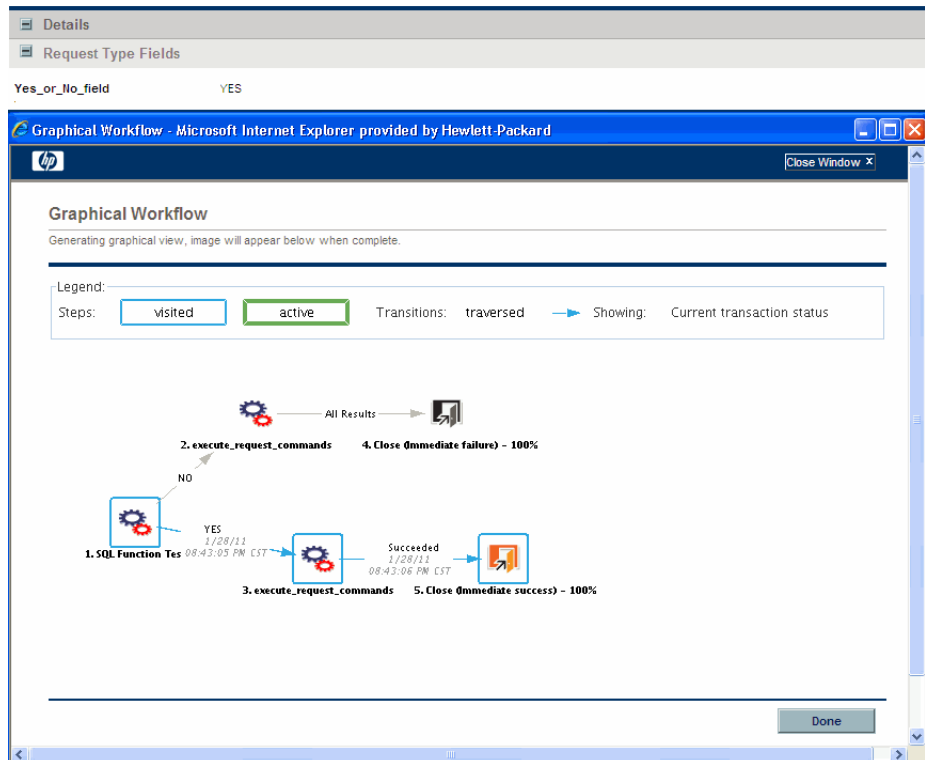 Details
Request Type Fields
Yes_or_No_field YES
Graphical Workflow - Microsoft Internet Explorer provided by Hewlett-Packard
hp Close Window X
Graphical Workflow
Generating graphical view, image will appear below when complete.
Legend:
Steps: visited active Transitions: traversed Showing: Current transaction status
All Results
2. execute_request_commands 4. Close (Immediate failure) - 100%
NO
YES
1/28/11
1. SQL Function Tes 08:43:05 PM CST
Succeeded
1/28/11
08:43:06 PM CST
3. execute_request_commands 5. Close (Immediate success) - 100%
Done